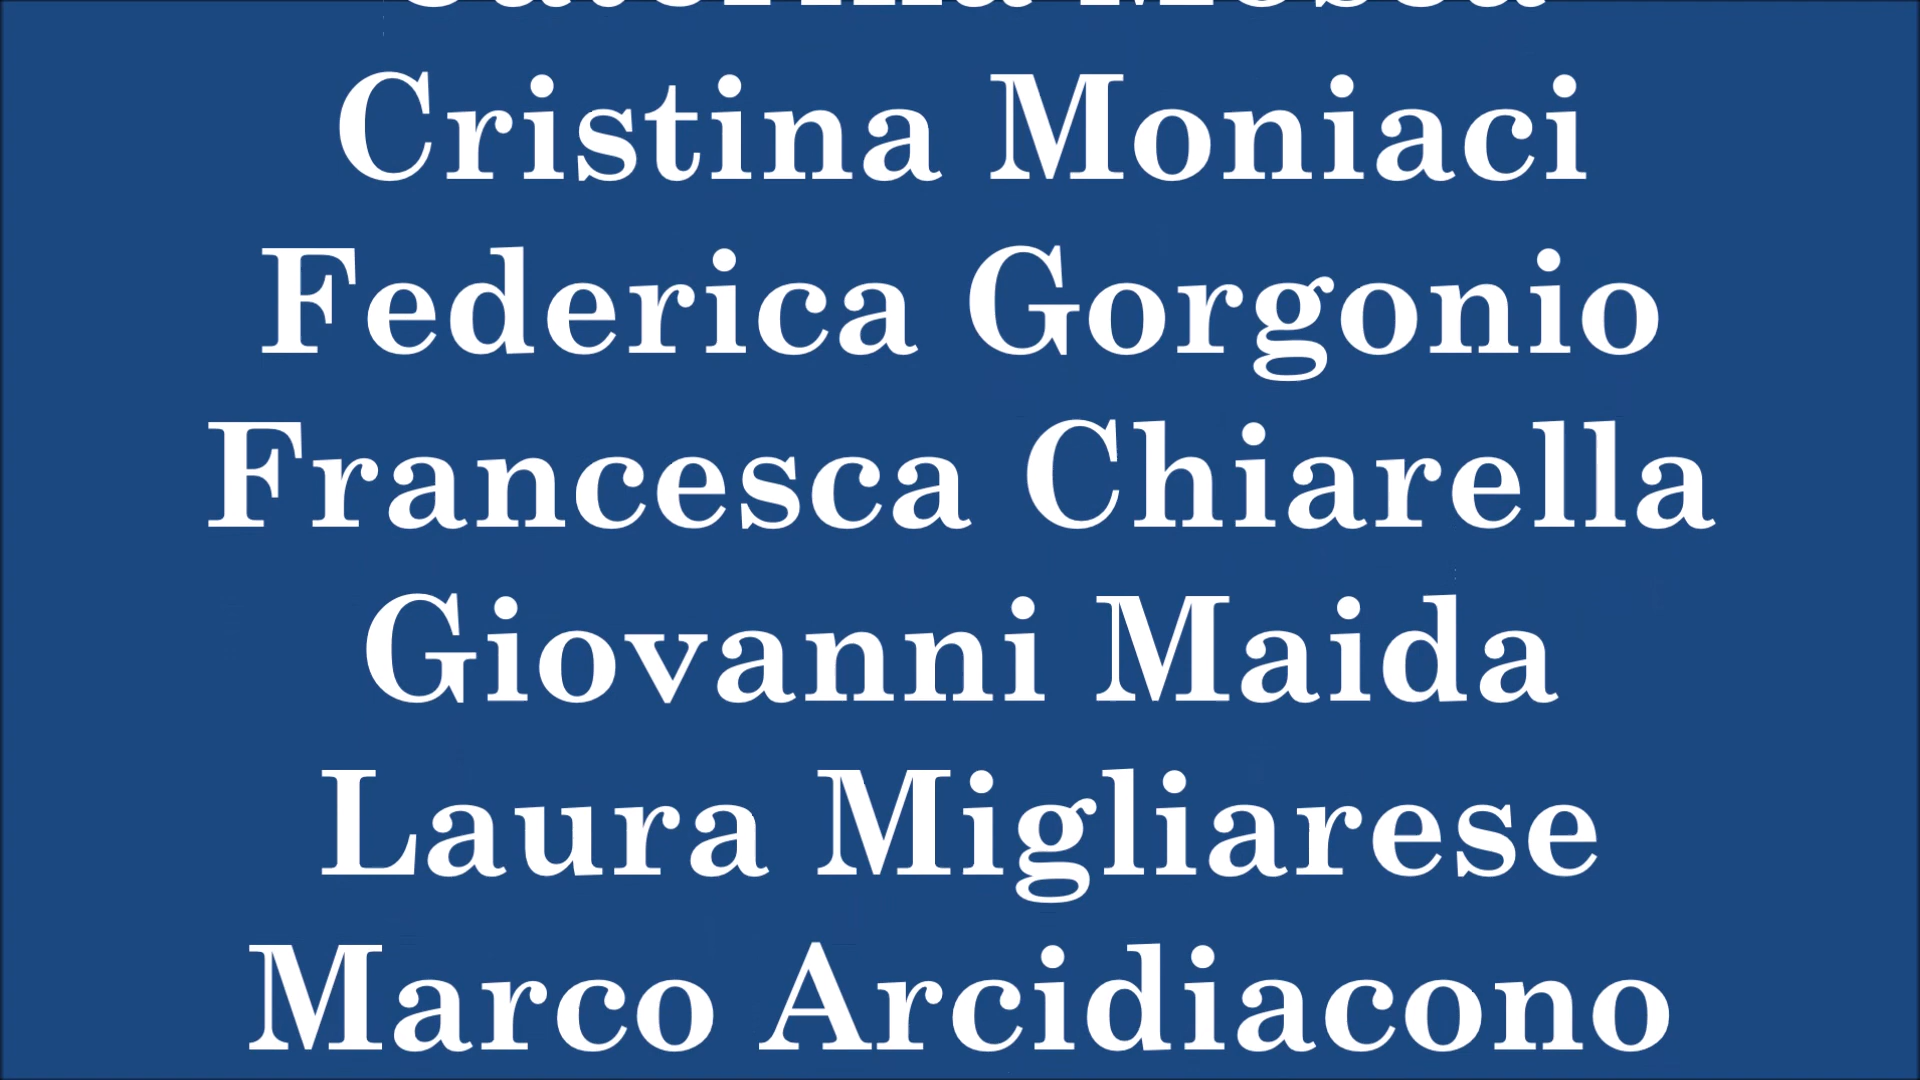 Cristina Moniaci
Federica Gorgonio
Francesca Chiarella
Giovanni Maida
Laura Migliarese
Marco Arcidiacono